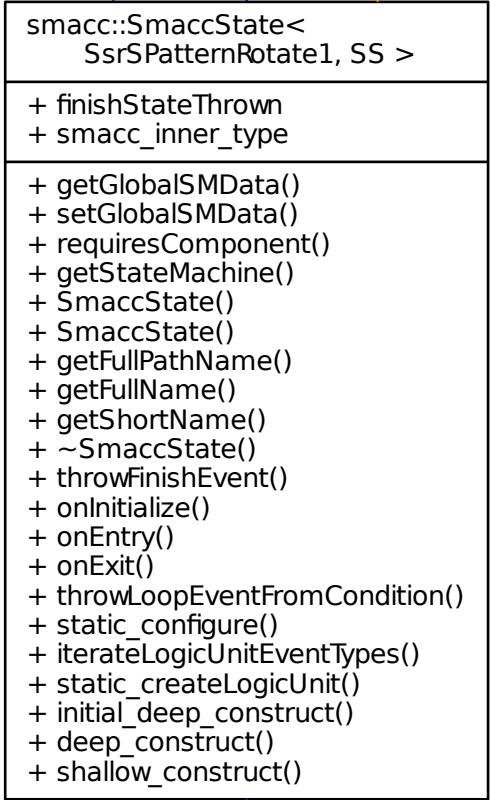 smacc::SmaccState<
SsrSPatternRotate1, SS >
+ finishStateThrown
+ smacc_inner_type
+ getGlobalSMData()
+ setGlobalSMData()
+ requiresComponent()
+ getStateMachine()
+ SmaccState()
+ SmaccState()
+ getFullPathName()
+ getFullName()
+ getShortName()
+ ~SmaccState()
+ throwFinishEvent()
+ onInitialize()
+ onEntry()
+ onExit()
+ throwLoopEventFromCondition()
+ static_configure()
+ iterateLogicUnitEventTypes()
+ static_createLogicUnit()
+ initial_deep_construct()
+ deep_construct()
+ shallow_construct()